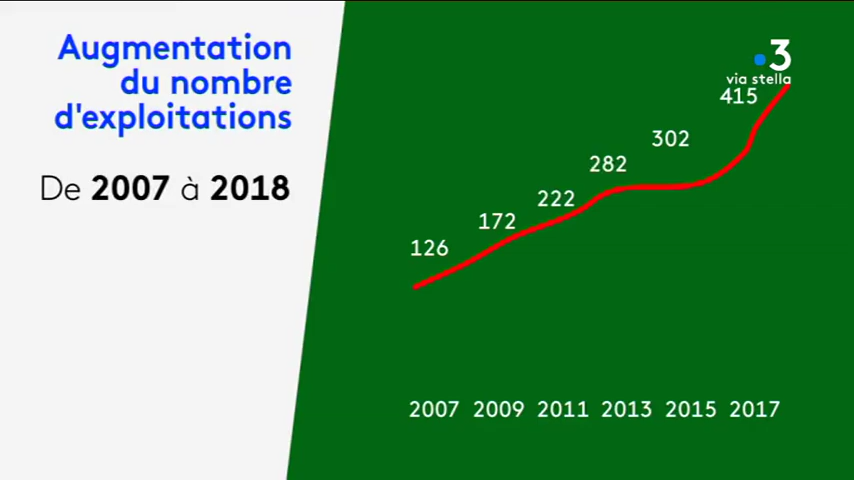 Augmentation
du nombre
d'exploitations
De 2007 à 2018
3
via stella
415
302
282
222
172
126
2007 2009 2011 2013 2015 2017